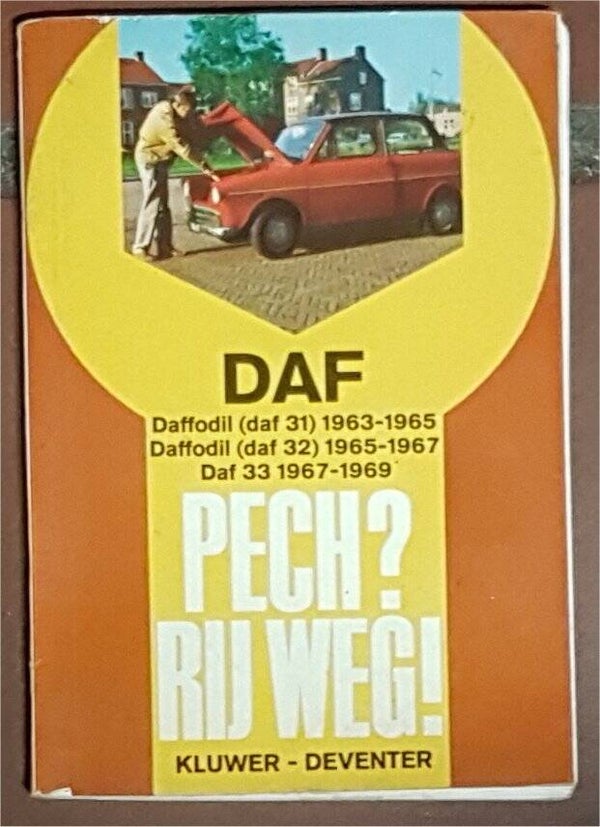 DAF
Daffodil (daf 31) 1963-1965
Daffodil (daf 32) 1965-1967
Daf 33 1967-1969
PECH?
RIJ WEG!
KLUWER - DEVENTER